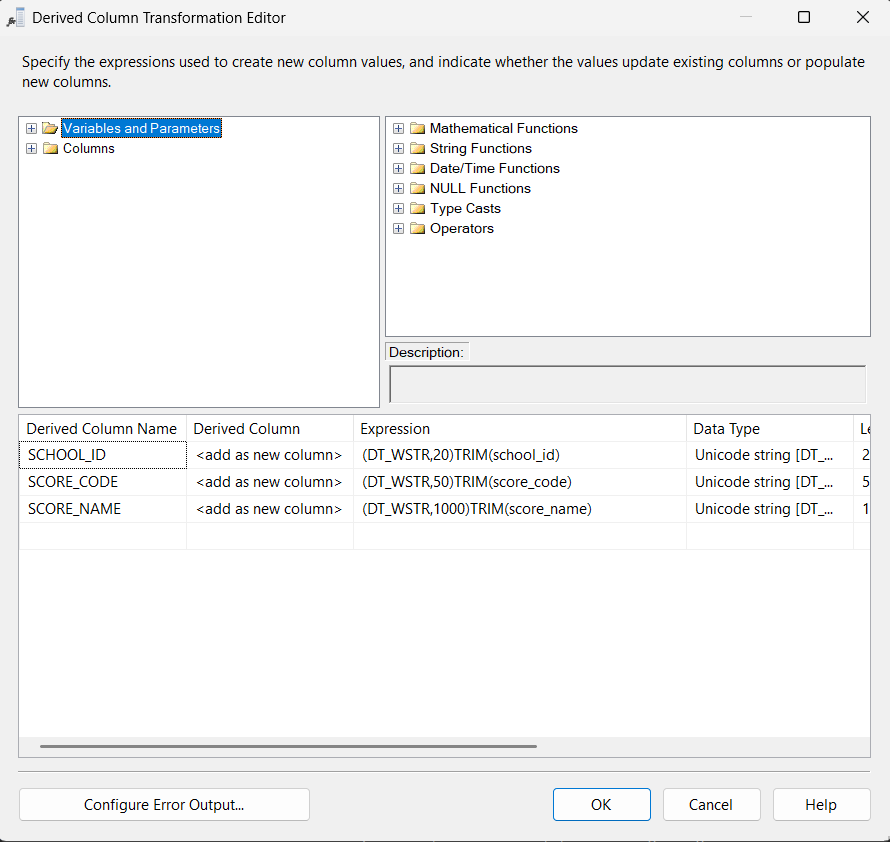 Derived Column Transformation Editor
Specify the expressions used to create new column values, and indicate whether the values update existing columns or populate
new columns.
Variables and Parameters
Columns
Mathematical Functions
String Functions
Date/Time Functions
NULL Functions
Type Casts
Operators
Description:
Derived Column Name Derived Column Expression Data Type Le
SCHOOL_ID <add as new column> (DT_WSTR,20)TRIM(school_id) Unicode string [DT_... 2
SCORE_CODE <add as new column> (DT_WSTR,50)TRIM(score_code) Unicode string [DT_... 5
SCORE_NAME <add as new column> (DT_WSTR,1000)TRIM(score_name) Unicode string [DT_... 1
Configure Error Output... OK Cancel Help